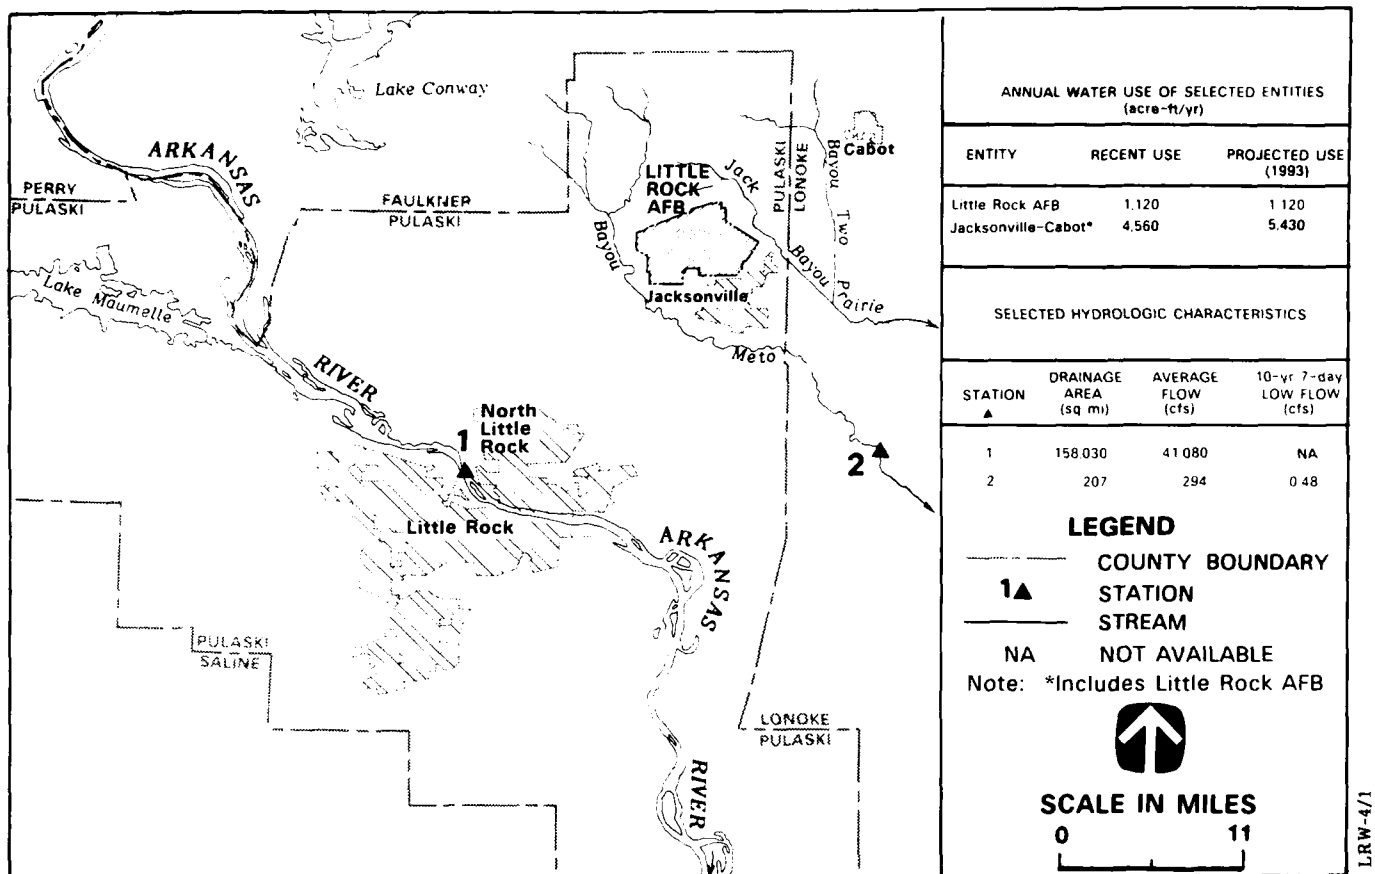 Lake Conway
ARKANSAS
PERRY
PULASKI
FAULKNER
PULASKI
Lake Maumelle
RIVER
LITTLE
ROCK
AFB
Jack
Bayou
PULASKI
LONOKE
Bayou
Two
Prairie
Cabot
Bayou
Meto
Jacksonville
North
Little
Rock
1
Little Rock
2
ARKANSAS
RIVER
PULASKI
SALINE
LONOKE
PULASKI
ANNUAL WATER USE OF SELECTED ENTITIES
(acre-ft/yr)
ENTITY RECENT USE PROJECTED USE
(1993)
Little Rock AFB 1,120 1 120
Jacksonville-Cabot* 4,560 5,430
SELECTED HYDROLOGIC CHARACTERISTICS
STATION DRAINAGE AREA (sq mi) AVERAGE FLOW (cfs) 10-yr 7-day LOW FLOW (cfs)
1 158,030 41 080 NA
2 207 294 0 48
LEGEND
COUNTY BOUNDARY
1 STATION
STREAM
NA NOT AVAILABLE
Note: *Includes Little Rock AFB
SCALE IN MILES
0 11
LRW-4/1